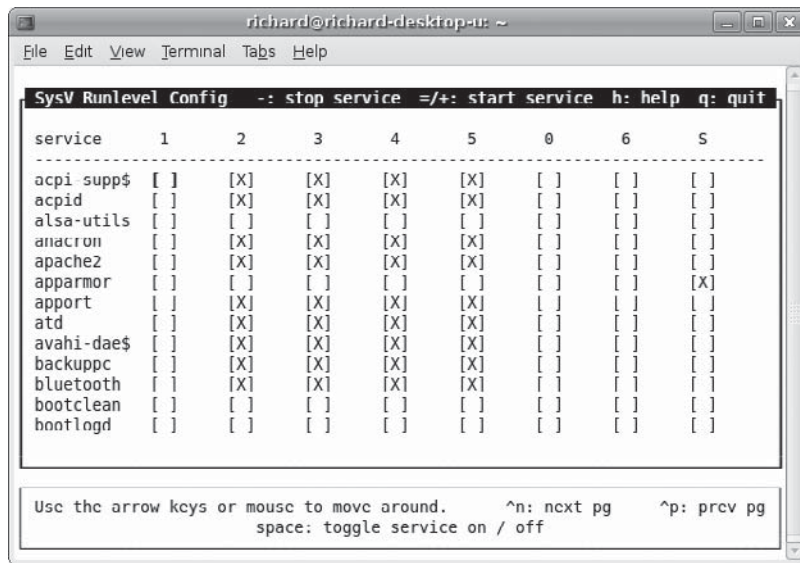 richard@richard-desktop-u: ~
File Edit View Terminal Tabs Help
SysV Runlevel Config -: stop service =/+: start service h: help q: quit
service 1 2 3 4 5 0 6 S
acpi-supp$ [ ] [X] [X] [X] [X] [ ] [ ] [ ]
acpid [ ] [X] [X] [X] [X] [ ] [ ] [ ]
alsa-utils [ ] [ ] [ ] [ ] [ ] [ ] [ ] [ ]
anacron [ ] [X] [X] [X] [X] [ ] [ ] [ ]
apache2 [ ] [X] [X] [X] [X] [ ] [ ] [ ]
apparmor [ ] [ ] [ ] [ ] [ ] [ ] [ ] [X]
apport [ ] [X] [X] [X] [X] [ ] [ ] [ ]
atd [ ] [X] [X] [X] [X] [ ] [ ] [ ]
avahi-dae$ [ ] [X] [X] [X] [X] [ ] [ ] [ ]
backuppc [ ] [X] [X] [X] [X] [ ] [ ] [ ]
bluetooth [ ] [X] [X] [X] [X] [ ] [ ] [ ]
bootclean [ ] [ ] [ ] [ ] [ ] [ ] [ ] [ ]
bootlogd [ ] [ ] [ ] [ ] [ ] [ ] [ ] [ ]
Use the arrow keys or mouse to move around. ^n: next pg ^p: prev pg
space: toggle service on / off